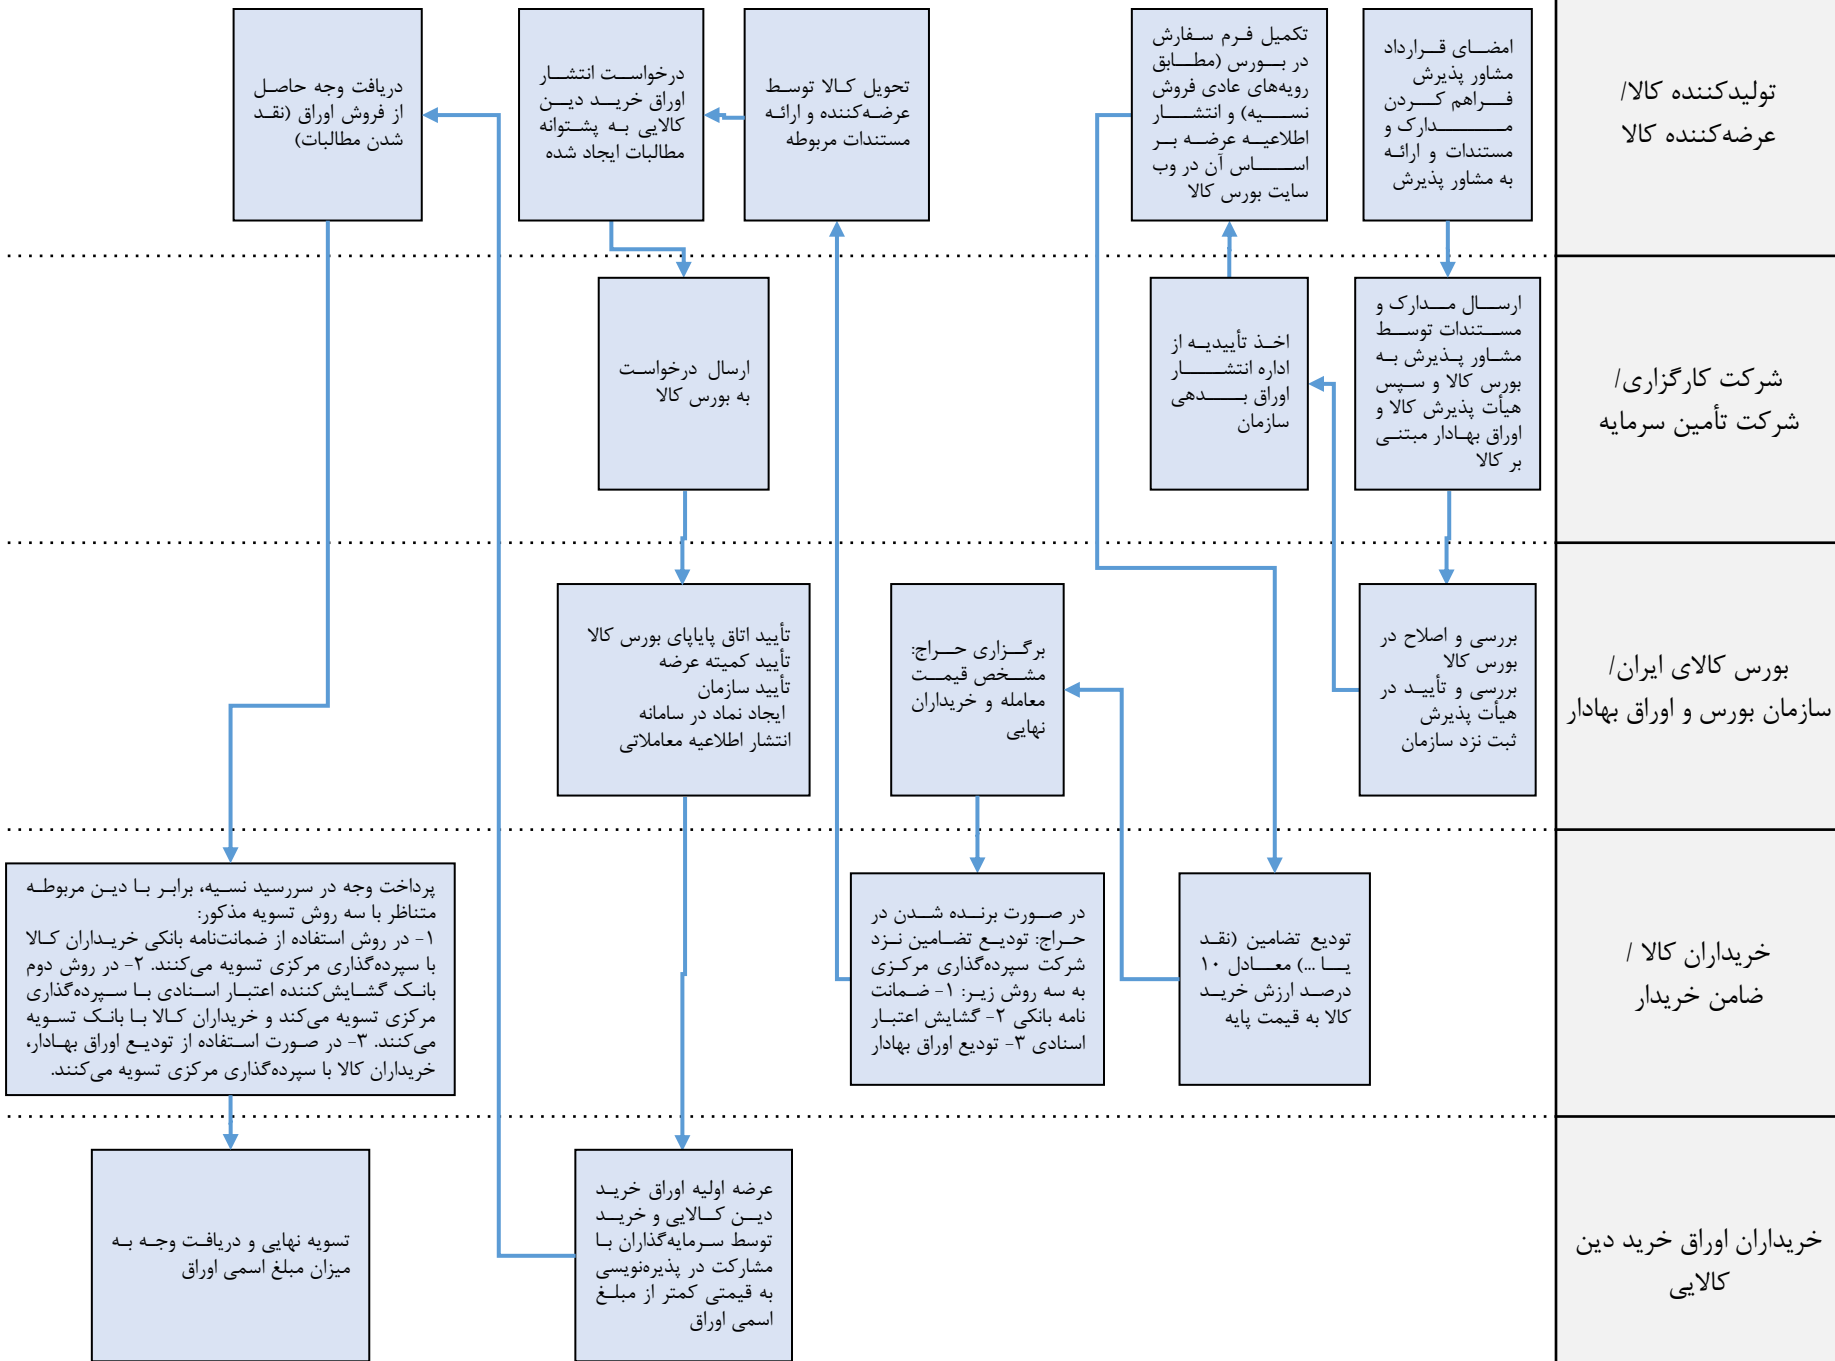 تولیدکننده کالا/
عرضه‌کننده کالا
امضای قرارداد
مشاور پذیرش
فراهم کردن
مدارک و
مستندات و ارائه
به مشاور پذیرش
تکمیل فرم سفارش
در بورس (مطابق
رویه‌های عادی فروش
نسیه) و انتشار
اطلاعیه عرضه بر
اساس آن در وب
سایت بورس کالا
تحویل کالا توسط
عرضه‌کننده و ارائه
مستندات مربوطه
درخواست انتشار
اوراق خرید دین
کالایی به پشتوانه
مطالبات ایجاد شده
دریافت وجه حاصل
از فروش اوراق (نقد
شدن مطالبات)
شرکت کارگزاری/
شرکت تأمین سرمایه
ارسال مدارک و
مستندات توسط
مشاور پذیرش به
بورس کالا و سپس
هیأت پذیرش کالا و
اوراق بهادار مبتنی
بر کالا
اخذ تأییدیه از
اداره انتشار
اوراق بدهی
سازمان
ارسال درخواست
به بورس کالا
بورس کالای ایران/
سازمان بورس و اوراق بهادار
بررسی و اصلاح در
بورس کالا
بررسی و تأیید در
هیأت پذیرش
ثبت نزد سازمان
برگزاری حراج:
مشخص قیمت
معامله و خریداران
نهایی
تأیید اتاق پایاپای بورس کالا
تأیید کمیته عرضه
تأیید سازمان
ایجاد نماد در سامانه
انتشار اطلاعیه معاملاتی
خریداران کالا /
ضامن خریدار
تودیع تضامین (نقد
یا ...) معادل ۱۰
درصد ارزش خرید
کالا به قیمت پایه
در صورت برنده شدن در
حراج: تودیع تضامین نزد
شرکت سپرده‌گذاری مرکزی
به سه روش زیر: ۱- ضمانت
نامه بانکی ۲- گشایش اعتبار
اسنادی ۳- تودیع اوراق بهادار
پرداخت وجه در سررسید نسیه، برابر با دین مربوطه
متناظر با سه روش تسویه مذکور:
۱- در روش استفاده از ضمانت‌نامه بانکی خریداران کالا
با سپرده‌گذاری مرکزی تسویه می‌کنند. ۲- در روش دوم
بانک گشایش‌کننده اعتبار اسنادی با سپرده‌گذاری
مرکزی تسویه می‌کند و خریداران کالا با بانک تسویه
می‌کنند. ۳- در صورت استفاده از تودیع اوراق بهادار،
خریداران کالا با سپرده‌گذاری مرکزی تسویه می‌کنند.
خریداران اوراق خرید دین
کالایی
عرضه اولیه اوراق خرید
دین کالایی و خرید
توسط سرمایه‌گذاران با
مشارکت در پذیره‌نویسی
به قیمتی کمتر از مبلغ
اسمی اوراق
تسویه نهایی و دریافت وجه به
میزان مبلغ اسمی اوراق